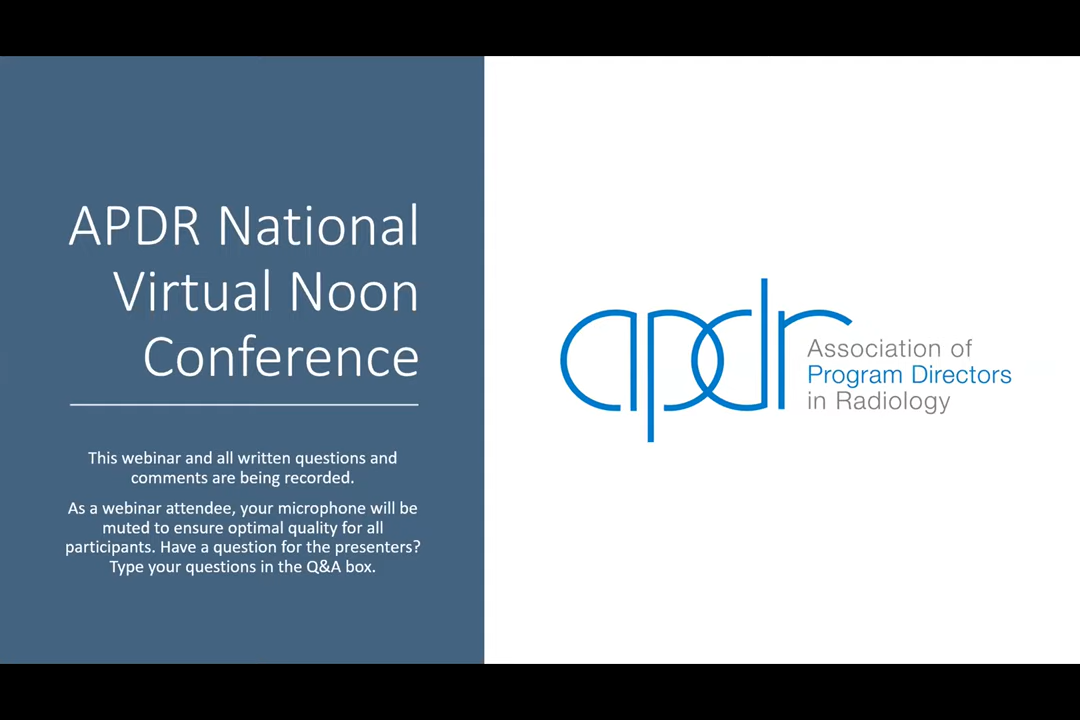 APDR National
Virtual Noon
Conference
This webinar and all written questions and
comments are being recorded.
As a webinar attendee, your microphone will be
muted to ensure optimal quality for all
participants. Have a question for the presenters?
Type your questions in the Q&A box.
apdr
Association of
Program Directors
in Radiology